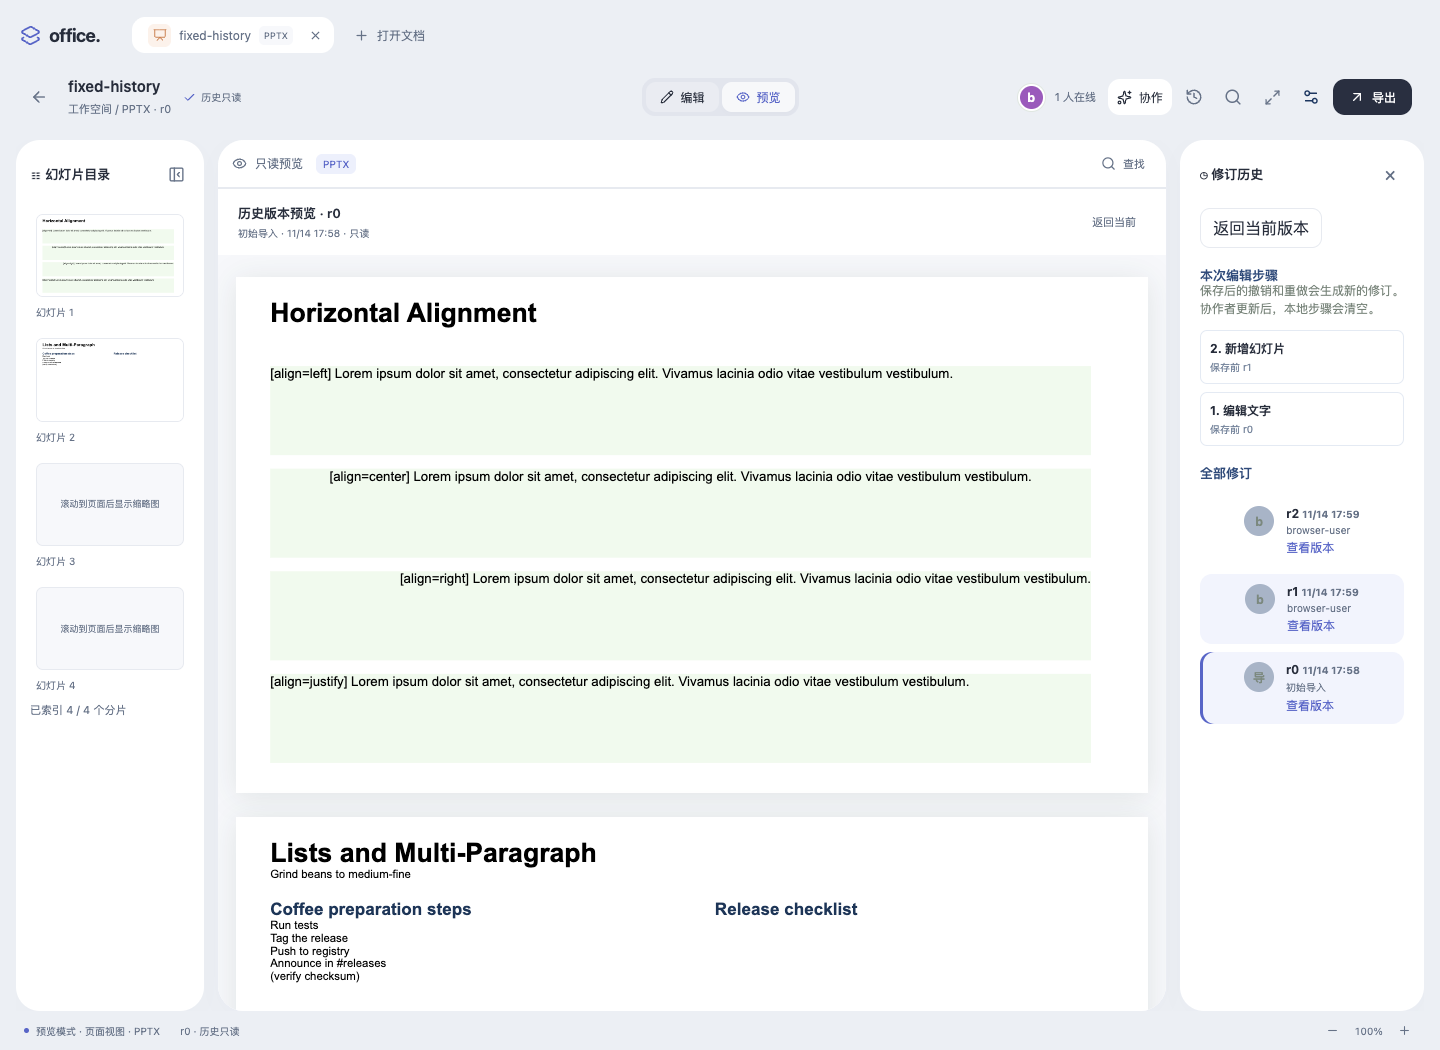 office.
fixed-history PPTX
打开文档
fixed-history
工作空间 / PPTX · r0
历史只读
编辑
预览
b
1 人在线
协作
导出
幻灯片目录
Horizontal Alignment
幻灯片 1
Lists and Multi-Paragraph
Coffee preparation steps
Release checklist
幻灯片 2
滚动到页面后显示缩略图
幻灯片 3
滚动到页面后显示缩略图
幻灯片 4
已索引 4 / 4 个分片
只读预览 PPTX
查找
历史版本预览 · r0
初始导入 · 11/14 17:58 · 只读
返回当前
Horizontal Alignment
[align=left] Lorem ipsum dolor sit amet, consectetur adipiscing elit. Vivamus lacinia odio vitae vestibulum vestibulum.
[align=center] Lorem ipsum dolor sit amet, consectetur adipiscing elit. Vivamus lacinia odio vitae vestibulum vestibulum.
[align=right] Lorem ipsum dolor sit amet, consectetur adipiscing elit. Vivamus lacinia odio vitae vestibulum vestibulum.
[align=justify] Lorem ipsum dolor sit amet, consectetur adipiscing elit. Vivamus lacinia odio vitae vestibulum vestibulum.
Lists and Multi-Paragraph
Grind beans to medium-fine
Coffee preparation steps
Run tests
Tag the release
Push to registry
Announce in #releases
(verify checksum)
Release checklist
修订历史
返回当前版本
本次编辑步骤
保存后的撤销和重做会生成新的修订。
协作者更新后，本地步骤会清空。
2. 新增幻灯片
保存前 r1
1. 编辑文字
保存前 r0
全部修订
b
r2 11/14 17:59
browser-user
查看版本
b
r1 11/14 17:59
browser-user
查看版本
导
r0 11/14 17:58
初始导入
查看版本
预览模式 · 页面视图 · PPTX
r0 · 历史只读
100%